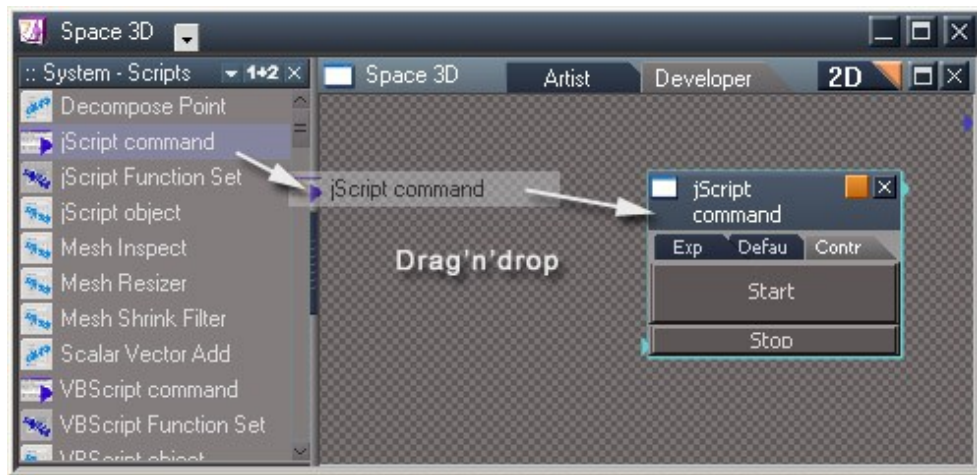 Space 3D
:: System - Scripts 1+2
Decompose Point
jScript command
jScript Function Set
jScript object
Mesh Inspect
Mesh Resizer
Mesh Shrink Filter
Scalar Vector Add
VBScript command
VBScript Function Set
VBScript object
Space 3D Artist Developer 2D
jScript command
Drag'n'drop
jScript
command
Exp Defau Contr
Start
Stop